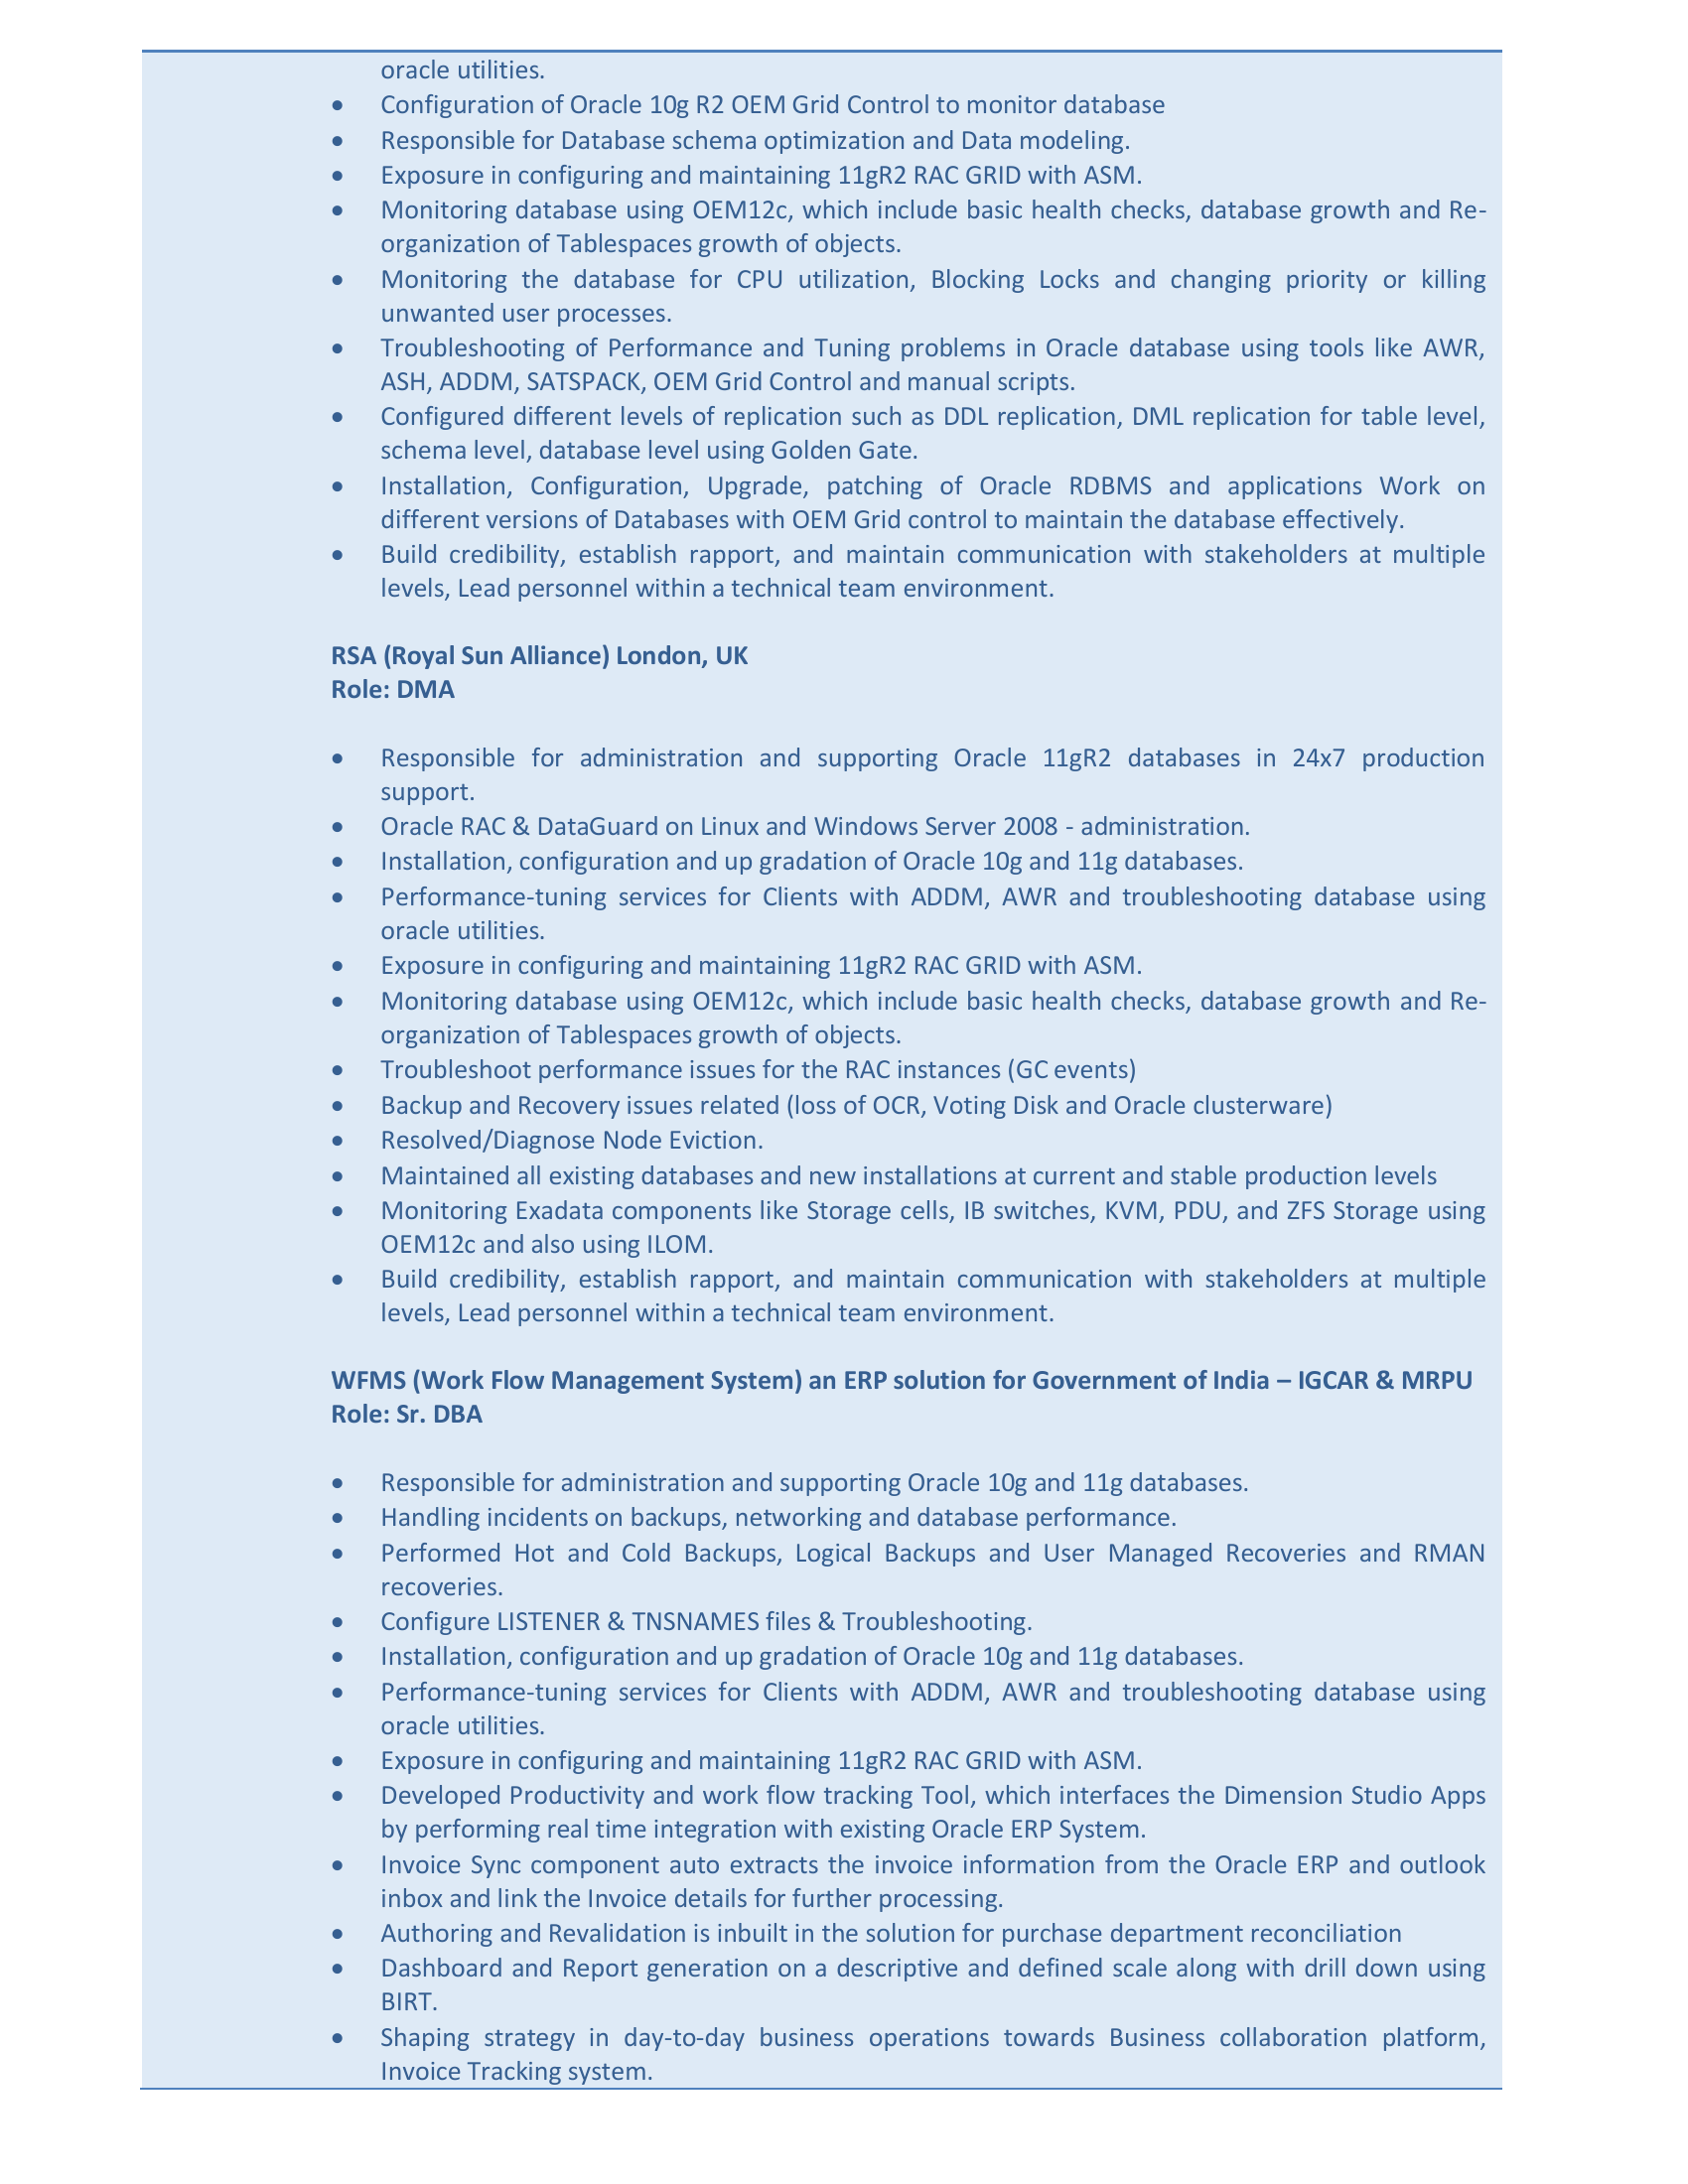 oracle utilities.
• Configuration of Oracle 10g R2 OEM Grid Control to monitor database
• Responsible for Database schema optimization and Data modeling.
• Exposure in configuring and maintaining 11gR2 RAC GRID with ASM.
• Monitoring database using OEM12c, which include basic health checks, database growth and Re-
organization of Tablespaces growth of objects.
• Monitoring the database for CPU utilization, Blocking Locks and changing priority or killing
unwanted user processes.
• Troubleshooting of Performance and Tuning problems in Oracle database using tools like AWR,
ASH, ADDM, SATSPACK, OEM Grid Control and manual scripts.
• Configured different levels of replication such as DDL replication, DML replication for table level,
schema level, database level using Golden Gate.
• Installation, Configuration, Upgrade, patching of Oracle RDBMS and applications Work on
different versions of Databases with OEM Grid control to maintain the database effectively.
• Build credibility, establish rapport, and maintain communication with stakeholders at multiple
levels, Lead personnel within a technical team environment.
RSA (Royal Sun Alliance) London, UK
Role: DMA
• Responsible for administration and supporting Oracle 11gR2 databases in 24x7 production
support.
• Oracle RAC & DataGuard on Linux and Windows Server 2008 - administration.
• Installation, configuration and up gradation of Oracle 10g and 11g databases.
• Performance-tuning services for Clients with ADDM, AWR and troubleshooting database using
oracle utilities.
• Exposure in configuring and maintaining 11gR2 RAC GRID with ASM.
• Monitoring database using OEM12c, which include basic health checks, database growth and Re-
organization of Tablespaces growth of objects.
• Troubleshoot performance issues for the RAC instances (GC events)
• Backup and Recovery issues related (loss of OCR, Voting Disk and Oracle clusterware)
• Resolved/Diagnose Node Eviction.
• Maintained all existing databases and new installations at current and stable production levels
• Monitoring Exadata components like Storage cells, IB switches, KVM, PDU, and ZFS Storage using
OEM12c and also using ILOM.
• Build credibility, establish rapport, and maintain communication with stakeholders at multiple
levels, Lead personnel within a technical team environment.
WFMS (Work Flow Management System) an ERP solution for Government of India – IGCAR & MRPU
Role: Sr. DBA
• Responsible for administration and supporting Oracle 10g and 11g databases.
• Handling incidents on backups, networking and database performance.
• Performed Hot and Cold Backups, Logical Backups and User Managed Recoveries and RMAN
recoveries.
• Configure LISTENER & TNSNAMES files & Troubleshooting.
• Installation, configuration and up gradation of Oracle 10g and 11g databases.
• Performance-tuning services for Clients with ADDM, AWR and troubleshooting database using
oracle utilities.
• Exposure in configuring and maintaining 11gR2 RAC GRID with ASM.
• Developed Productivity and work flow tracking Tool, which interfaces the Dimension Studio Apps
by performing real time integration with existing Oracle ERP System.
• Invoice Sync component auto extracts the invoice information from the Oracle ERP and outlook
inbox and link the Invoice details for further processing.
• Authoring and Revalidation is inbuilt in the solution for purchase department reconciliation
• Dashboard and Report generation on a descriptive and defined scale along with drill down using
BIRT.
• Shaping strategy in day-to-day business operations towards Business collaboration platform,
Invoice Tracking system.